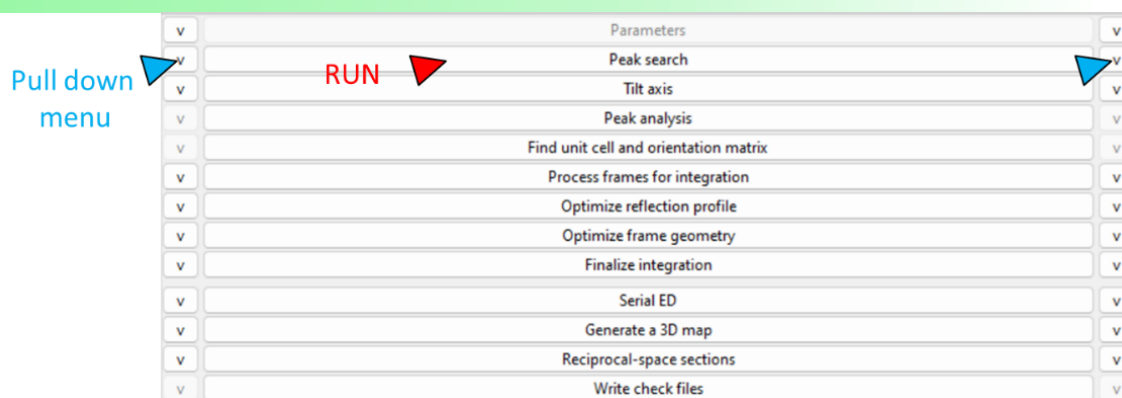 v Parameters v
v Peak search v
Pull down menu
RUN
v Tilt axis v
v Peak analysis v
v Find unit cell and orientation matrix v
v Process frames for integration v
v Optimize reflection profile v
v Optimize frame geometry v
v Finalize integration v
v Serial ED v
v Generate a 3D map v
v Reciprocal-space sections v
v Write check files v